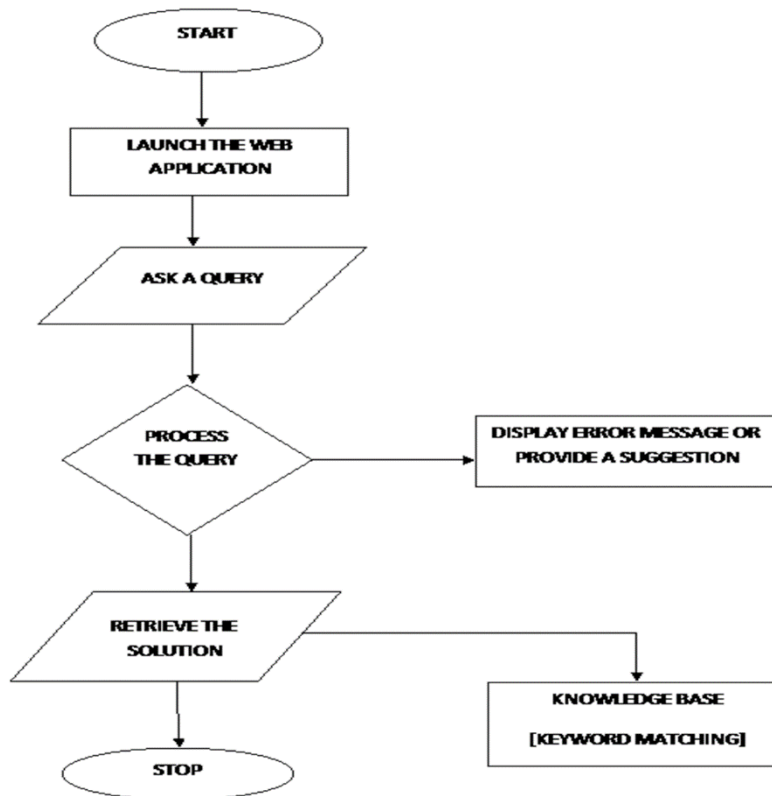 START
LAUNCH THE WEB
APPLICATION
ASK A QUERY
PROCESS
THE QUERY
DISPLAY ERROR MESSAGE OR
PROVIDE A SUGGESTION
RETRIEVE THE
SOLUTION
KNOWLEDGE BASE
[KEYWORD MATCHING]
STOP